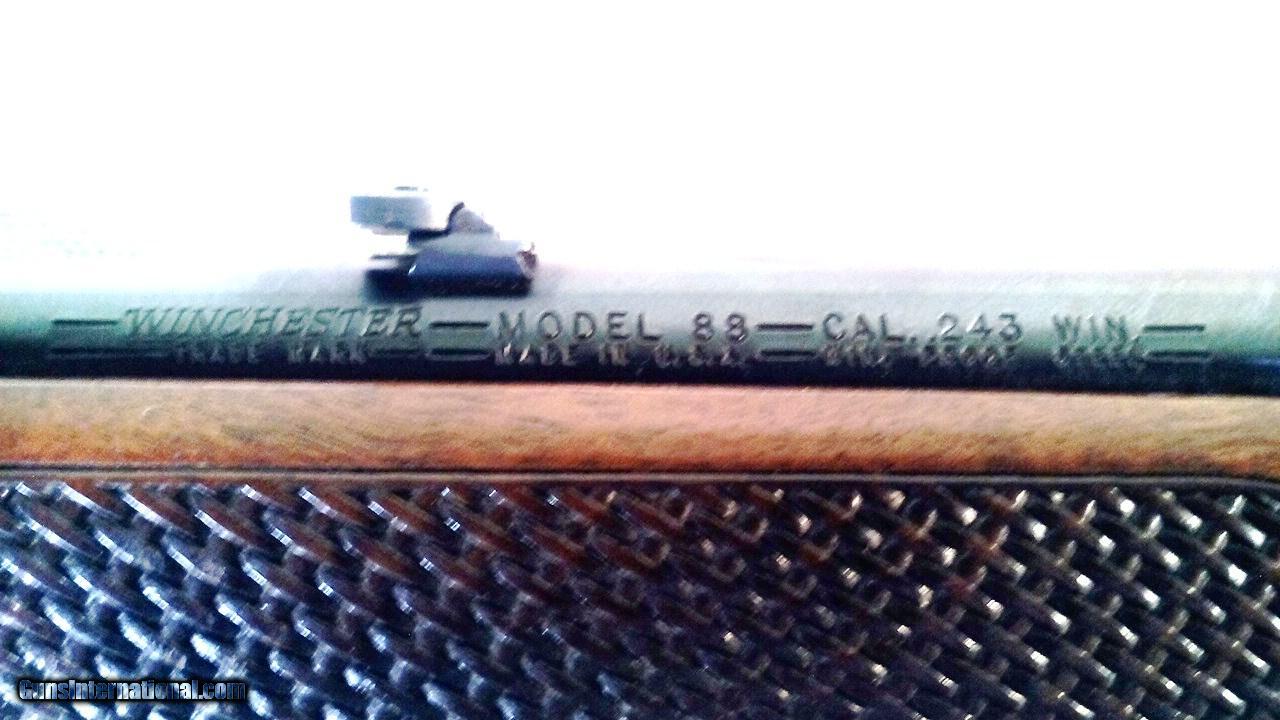 WINCHESTER MODEL 88 CAL. .243 WIN.
TRADE MARK MADE IN U.S.A.
GunsInternational.com